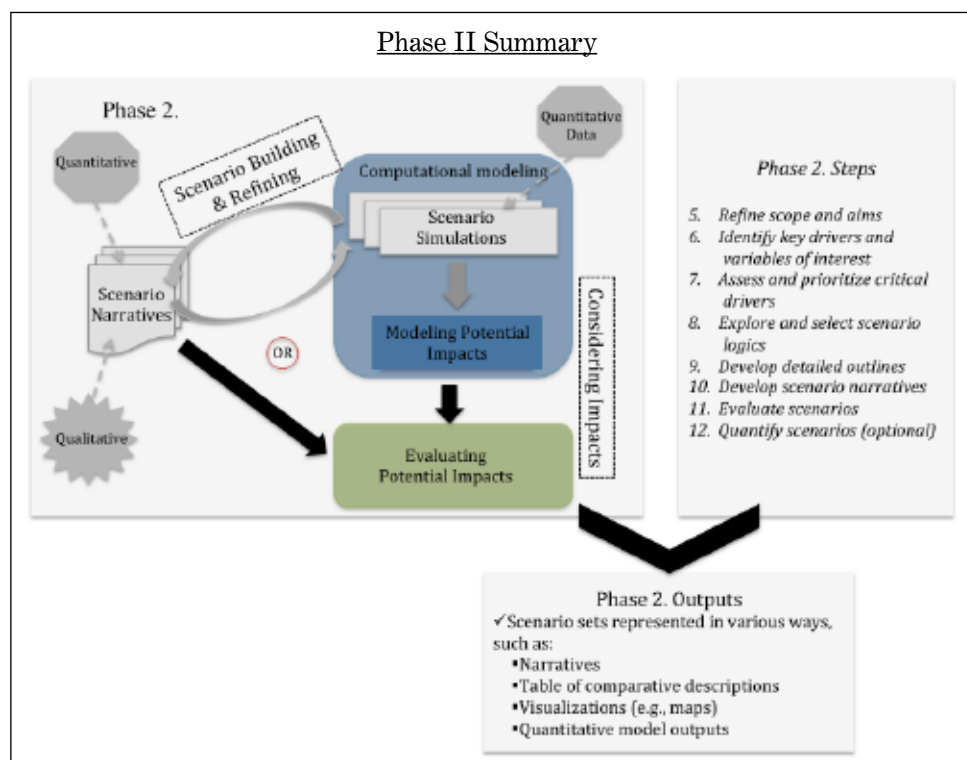 Phase II Summary
Phase 2.
Quantitative
Scenario Building
& Refining
Quantitative
Data
Computational modeling
Scenario
Simulations
Scenario
Narratives
OR
Modeling Potential
Impacts
Considering Impacts
Qualitative
Evaluating
Potential Impacts
Phase 2. Steps
5. Refine scope and aims
6. Identify key drivers and
variables of interest
7. Assess and prioritize critical
drivers
8. Explore and select scenario
logics
9. Develop detailed outlines
10. Develop scenario narratives
11. Evaluate scenarios
12. Quantify scenarios (optional)
Phase 2. Outputs
✓Scenario sets represented in various ways,
such as:
▪Narratives
▪Table of comparative descriptions
▪Visualizations (e.g., maps)
▪Quantitative model outputs